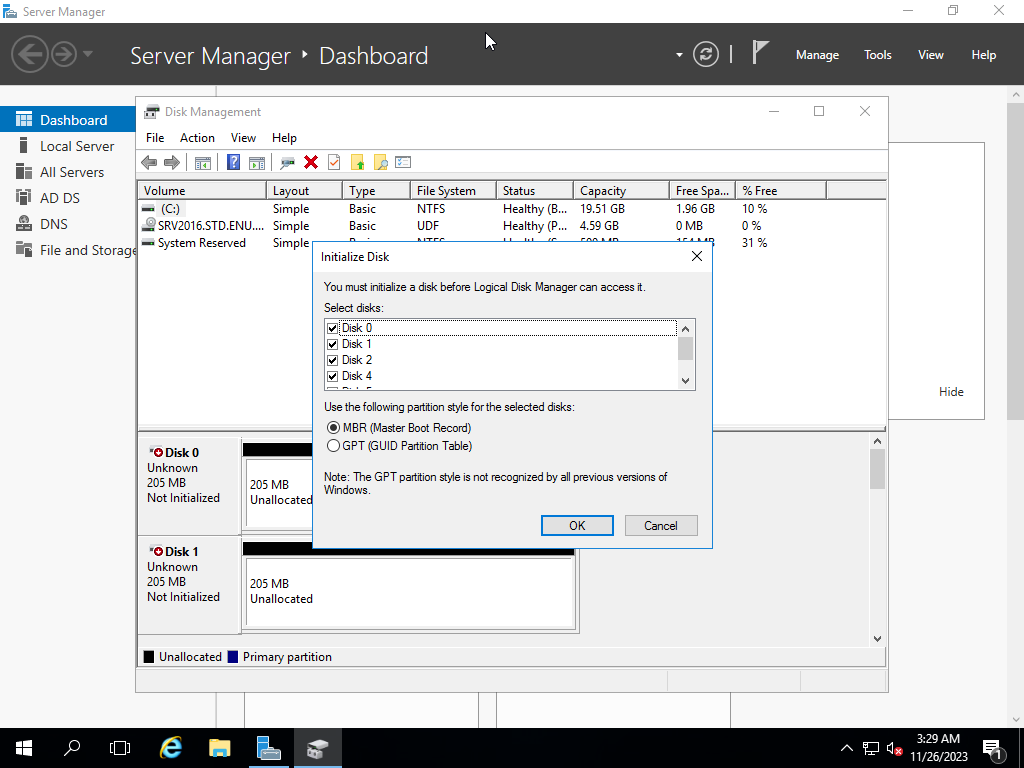 Server Manager
Server Manager • Dashboard
Manage Tools View Help
Dashboard
Local Server
All Servers
AD DS
DNS
File and Storage
Disk Management
File Action View Help
Volume Layout Type File System Status Capacity Free Spa... % Free
(C:) Simple Basic NTFS Healthy (B... 19.51 GB 1.96 GB 10 %
SRV2016.STD.ENU.... Simple Basic UDF Healthy (P... 4.59 GB 0 MB 0 %
System Reserved Simple 31 %
Initialize Disk
You must initialize a disk before Logical Disk Manager can access it.
Select disks:
Disk 0
Disk 1
Disk 2
Disk 4
Use the following partition style for the selected disks:
MBR (Master Boot Record)
GPT (GUID Partition Table)
Note: The GPT partition style is not recognized by all previous versions of
Windows.
OK Cancel
Hide
Disk 0
Unknown
205 MB
Not Initialized
205 MB
Unallocated
Disk 1
Unknown
205 MB
Not Initialized
205 MB
Unallocated
Unallocated Primary partition
3:29 AM
11/26/2023
1